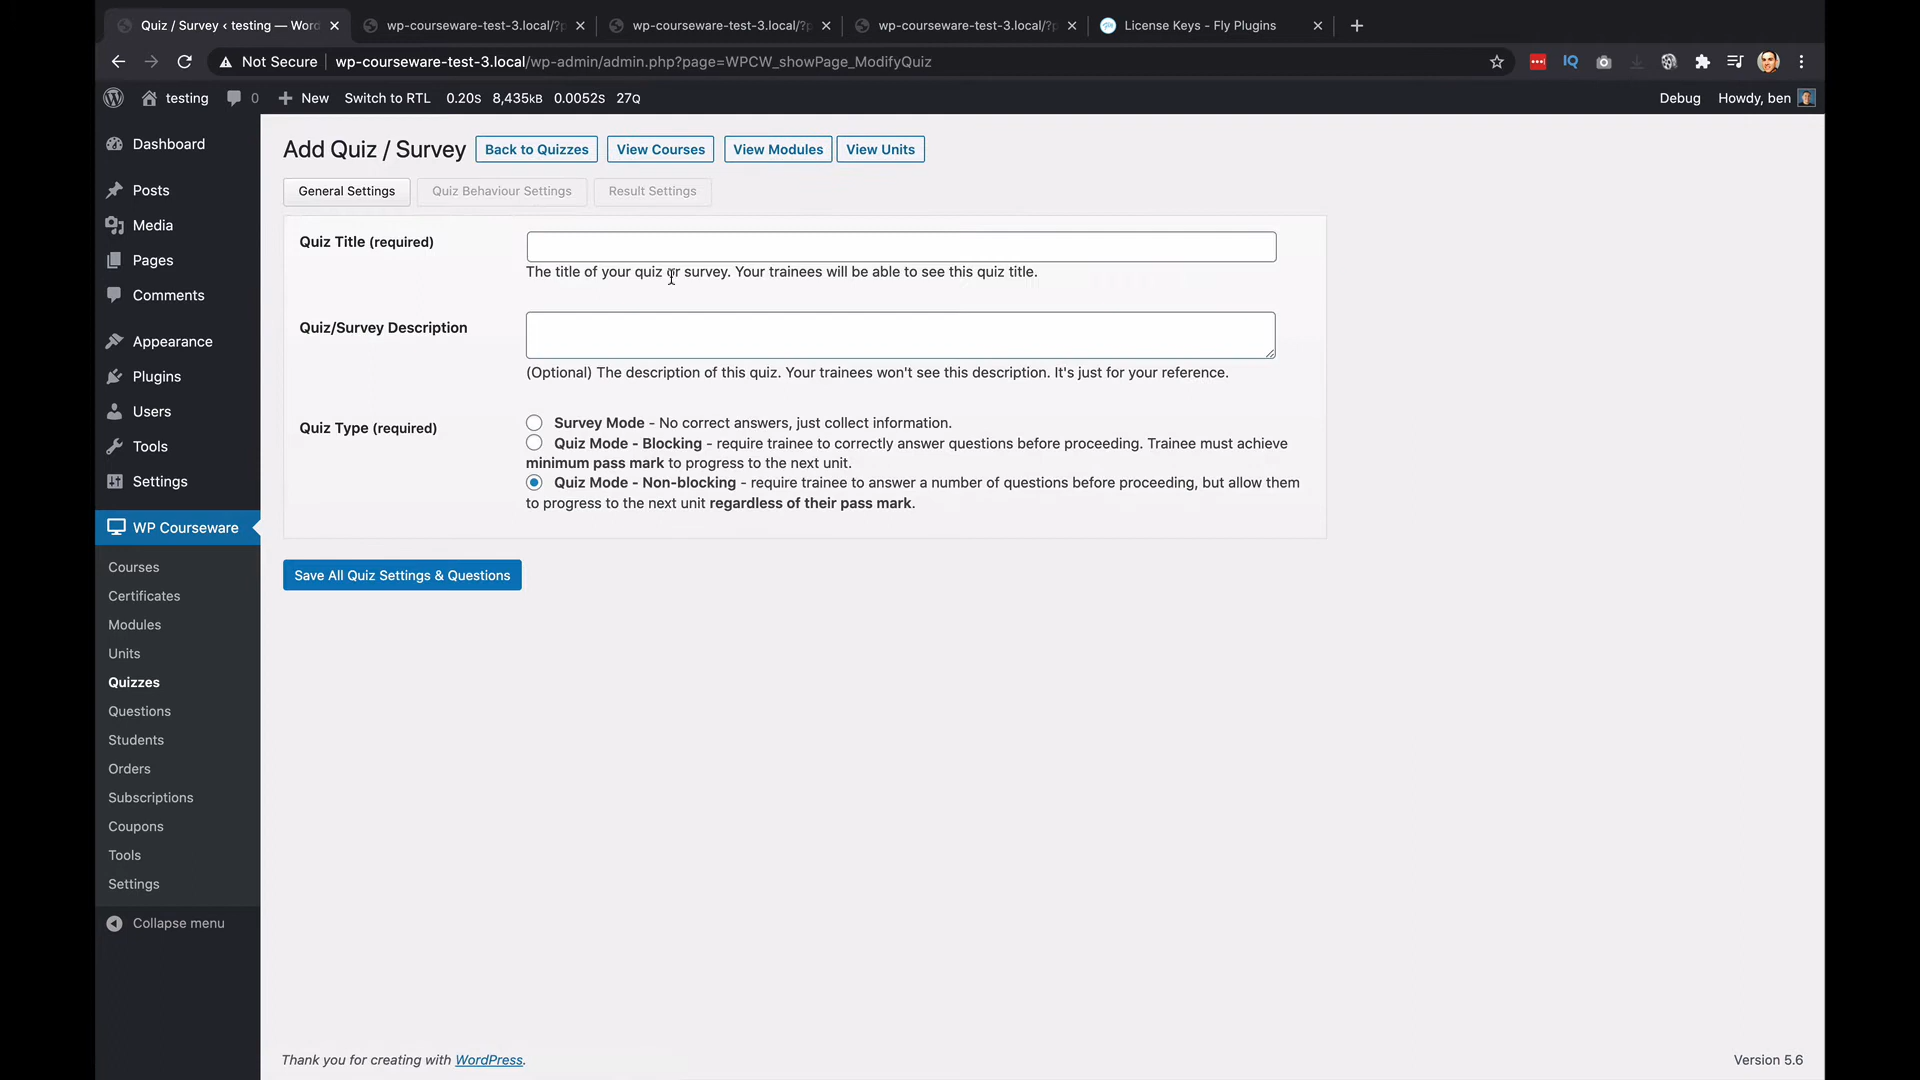 Quiz / Survey ‹ testing — Word
wp-courseware-test-3.local/?p
wp-courseware-test-3.local/?p
wp-courseware-test-3.local/?p
License Keys - Fly Plugins
Not Secure
wp-courseware-test-3.local/wp-admin/admin.php?page=WPCW_showPage_ModifyQuiz
IQ
testing
0
New
Switch to RTL
0.20S 8,435KB 0.0052S 27Q
Debug
Howdy, ben
Dashboard
Posts
Media
Pages
Comments
Appearance
Plugins
Users
Tools
Settings
WP Courseware
Courses
Certificates
Modules
Units
Quizzes
Questions
Students
Orders
Subscriptions
Coupons
Tools
Settings
Collapse menu
Add Quiz / Survey
Back to Quizzes
View Courses
View Modules
View Units
General Settings
Quiz Behaviour Settings
Result Settings
Quiz Title (required)
The title of your quiz or survey. Your trainees will be able to see this quiz title.
Quiz/Survey Description
(Optional) The description of this quiz. Your trainees won't see this description. It's just for your reference.
Quiz Type (required)
Survey Mode - No correct answers, just collect information.
Quiz Mode - Blocking - require trainee to correctly answer questions before proceeding. Trainee must achieve
minimum pass mark to progress to the next unit.
Quiz Mode - Non-blocking - require trainee to answer a number of questions before proceeding, but allow them
to progress to the next unit regardless of their pass mark.
Save All Quiz Settings & Questions
Thank you for creating with WordPress.
Version 5.6